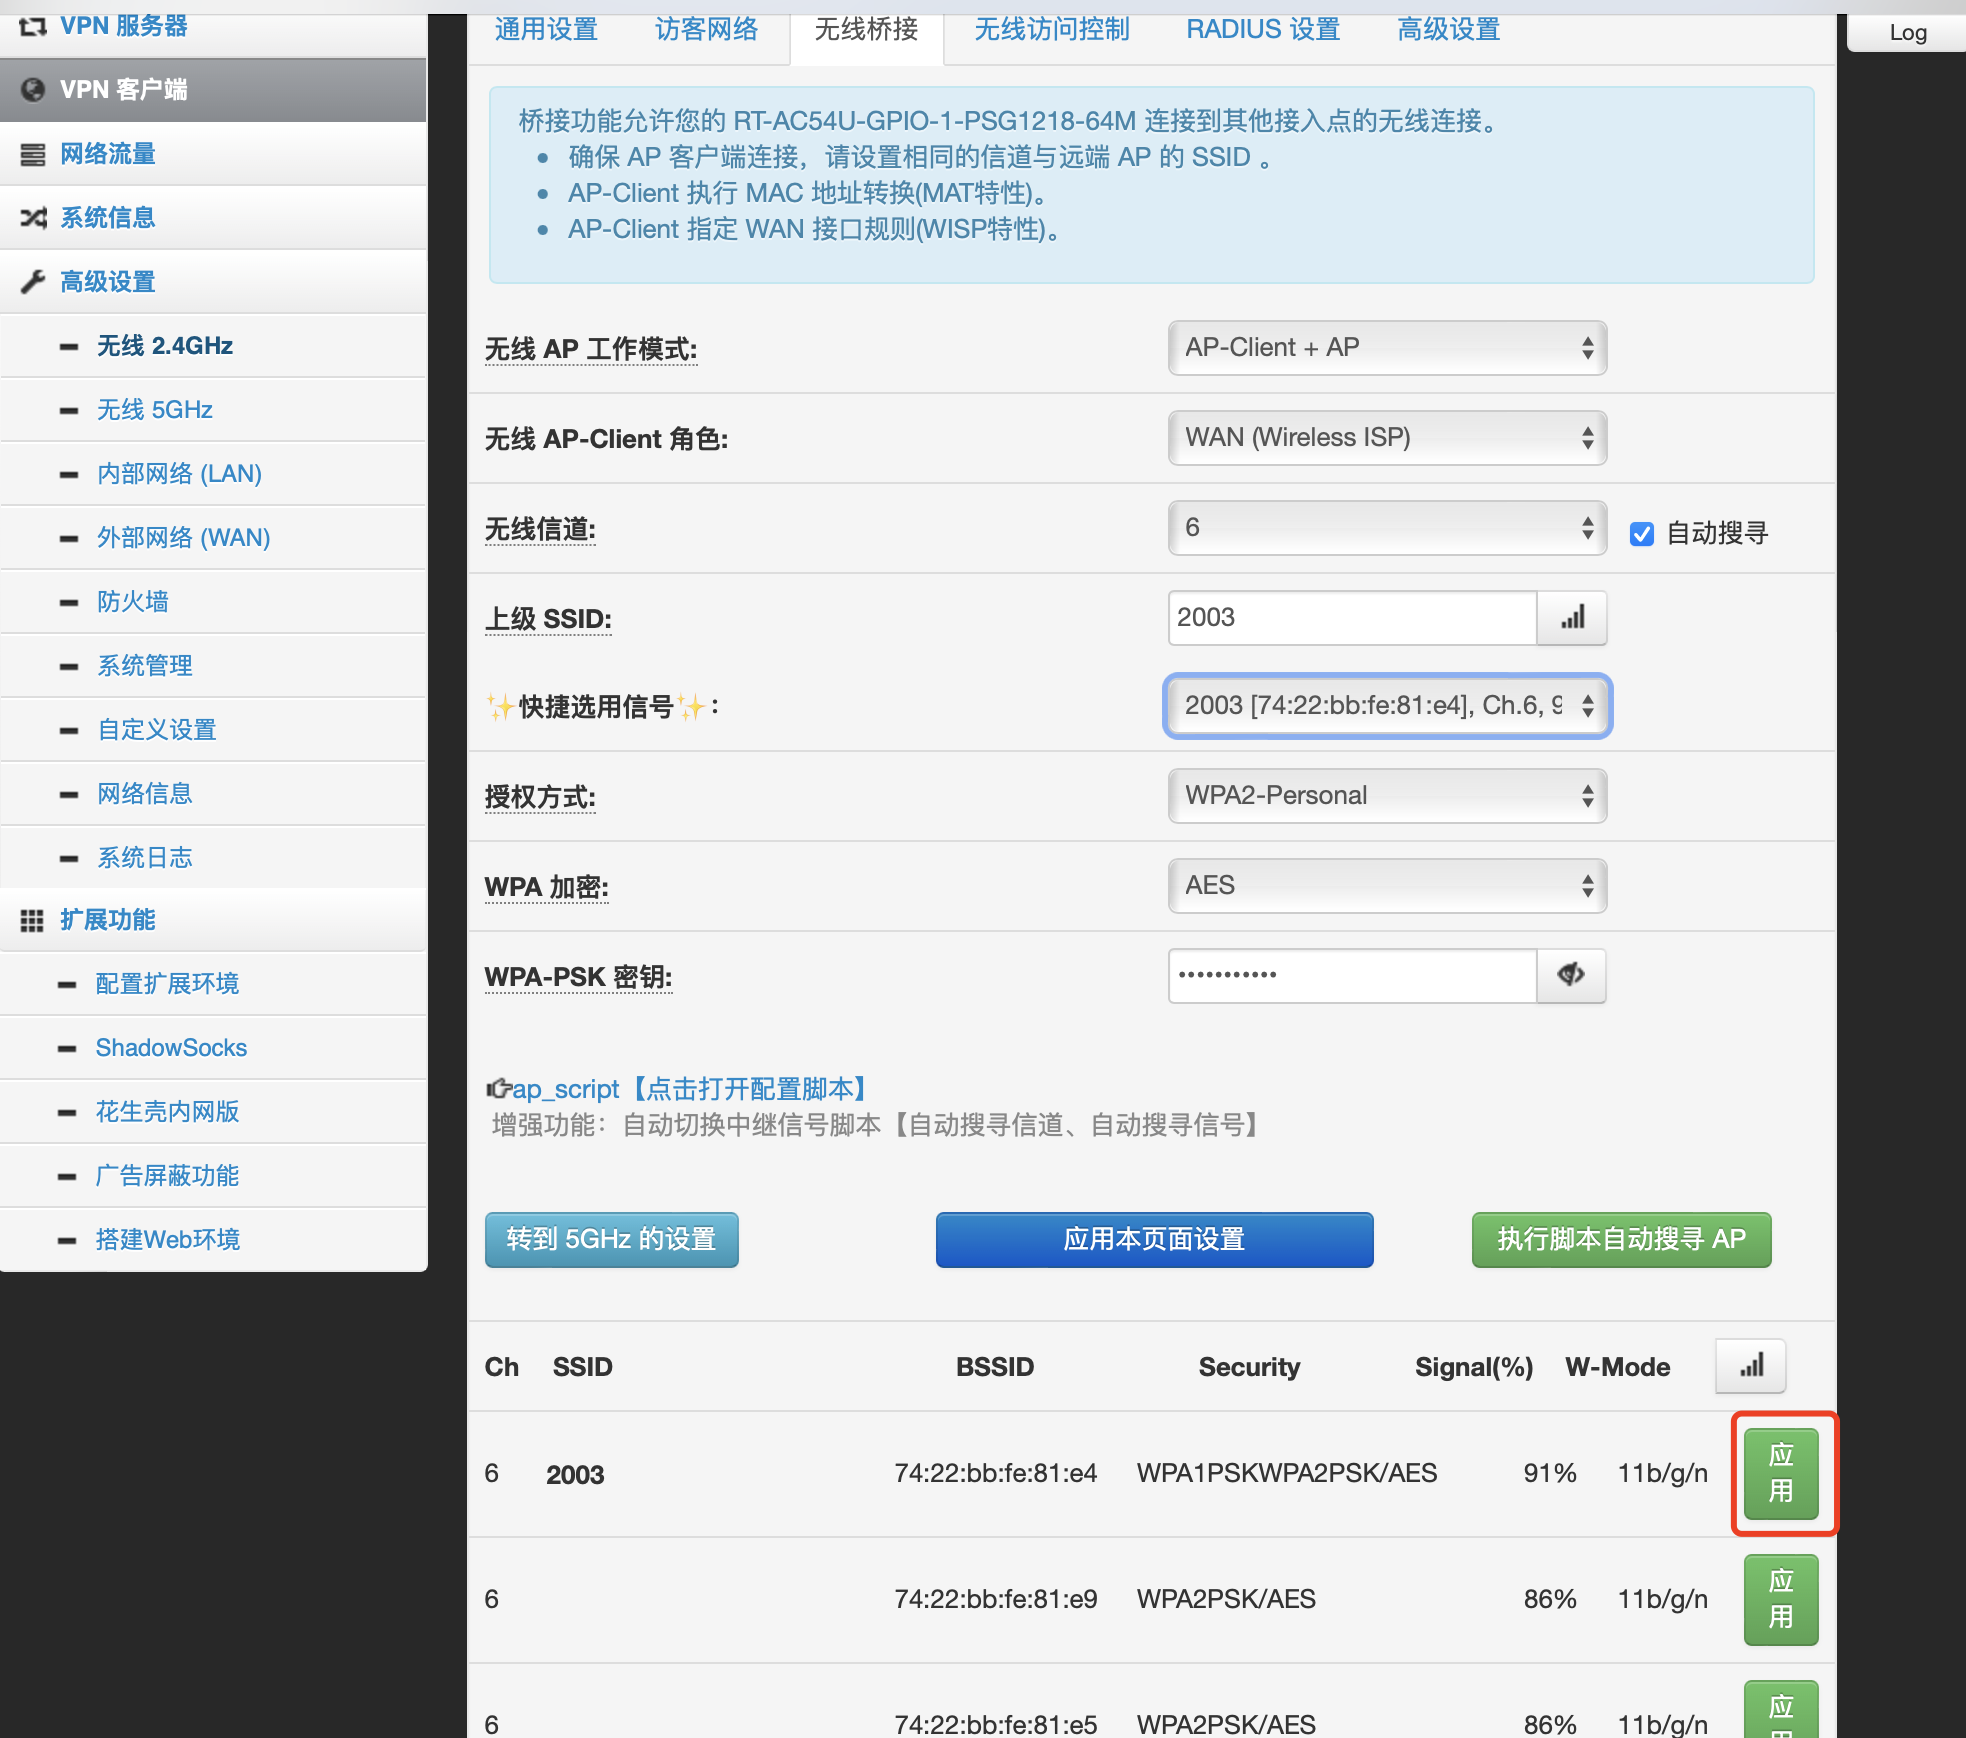 VPN 服务器
VPN 客户端
网络流量
系统信息
高级设置
无线 2.4GHz
无线 5GHz
内部网络 (LAN)
外部网络 (WAN)
防火墙
系统管理
自定义设置
网络信息
系统日志
扩展功能
配置扩展环境
ShadowSocks
花生壳内网版
广告屏蔽功能
搭建Web环境
通用设置 访客网络 无线桥接 无线访问控制 RADIUS 设置 高级设置
Log
桥接功能允许您的 RT-AC54U-GPIO-1-PSG1218-64M 连接到其他接入点的无线连接。
确保 AP 客户端连接，请设置相同的信道与远端 AP 的 SSID 。
AP-Client 执行 MAC 地址转换(MAT特性)。
AP-Client 指定 WAN 接口规则(WISP特性)。
无线 AP 工作模式: AP-Client + AP
无线 AP-Client 角色: WAN (Wireless ISP)
无线信道: 6 自动搜寻
上级 SSID: 2003
✨快捷选用信号✨： 2003 [74:22:bb:fe:81:e4], Ch.6, 9
授权方式: WPA2-Personal
WPA 加密: AES
WPA-PSK 密钥: •••••••••••
ap_script【点击打开配置脚本】
增强功能：自动切换中继信号脚本【自动搜寻信道、自动搜寻信号】
转到 5GHz 的设置 应用本页面设置 执行脚本自动搜寻 AP
Ch SSID BSSID Security Signal(%) W-Mode
6 2003 74:22:bb:fe:81:e4 WPA1PSKWPA2PSK/AES 91% 11b/g/n 应用
6 74:22:bb:fe:81:e9 WPA2PSK/AES 86% 11b/g/n 应用
6 74:22:bb:fe:81:e5 WPA2PSK/AES 86% 11b/g/n 应用